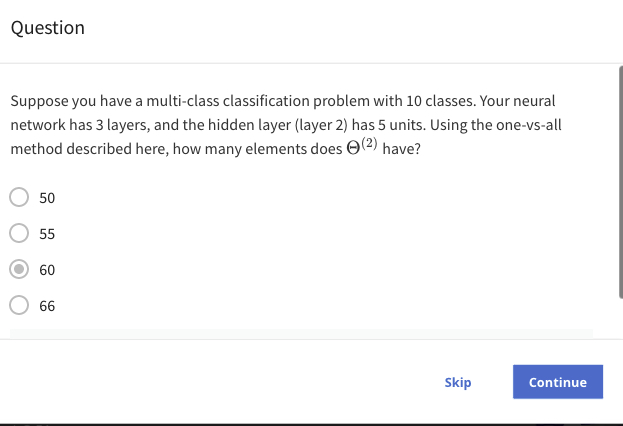 Question
Suppose you have a multi-class classification problem with 10 classes. Your neural
network has 3 layers, and the hidden layer (layer 2) has 5 units. Using the one-vs-all
method described here, how many elements does Θ⁽²⁾ have?
50
55
60
66
Skip Continue